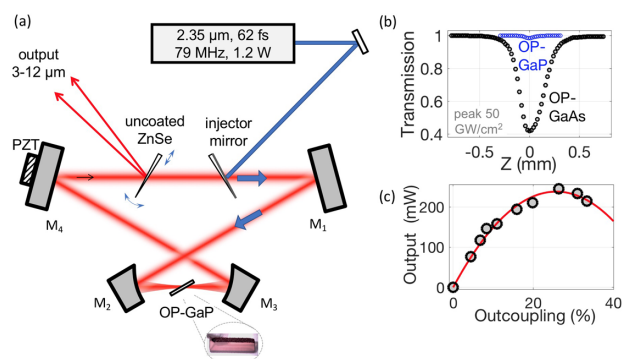 (a)
2.35 μm, 62 fs
79 MHz, 1.2 W
output
3-12 μm
uncoated
ZnSe
injector
mirror
PZT
M4
M1
M2
M3
OP-GaP
(b)
Transmission
1
0.8
0.6
0.4
OP-
GaP
OP-
GaAs
peak 50
GW/cm²
-0.5
0
0.5
Z (mm)
(c)
Output (mW)
200
100
0
0
20
40
Outcoupling (%)